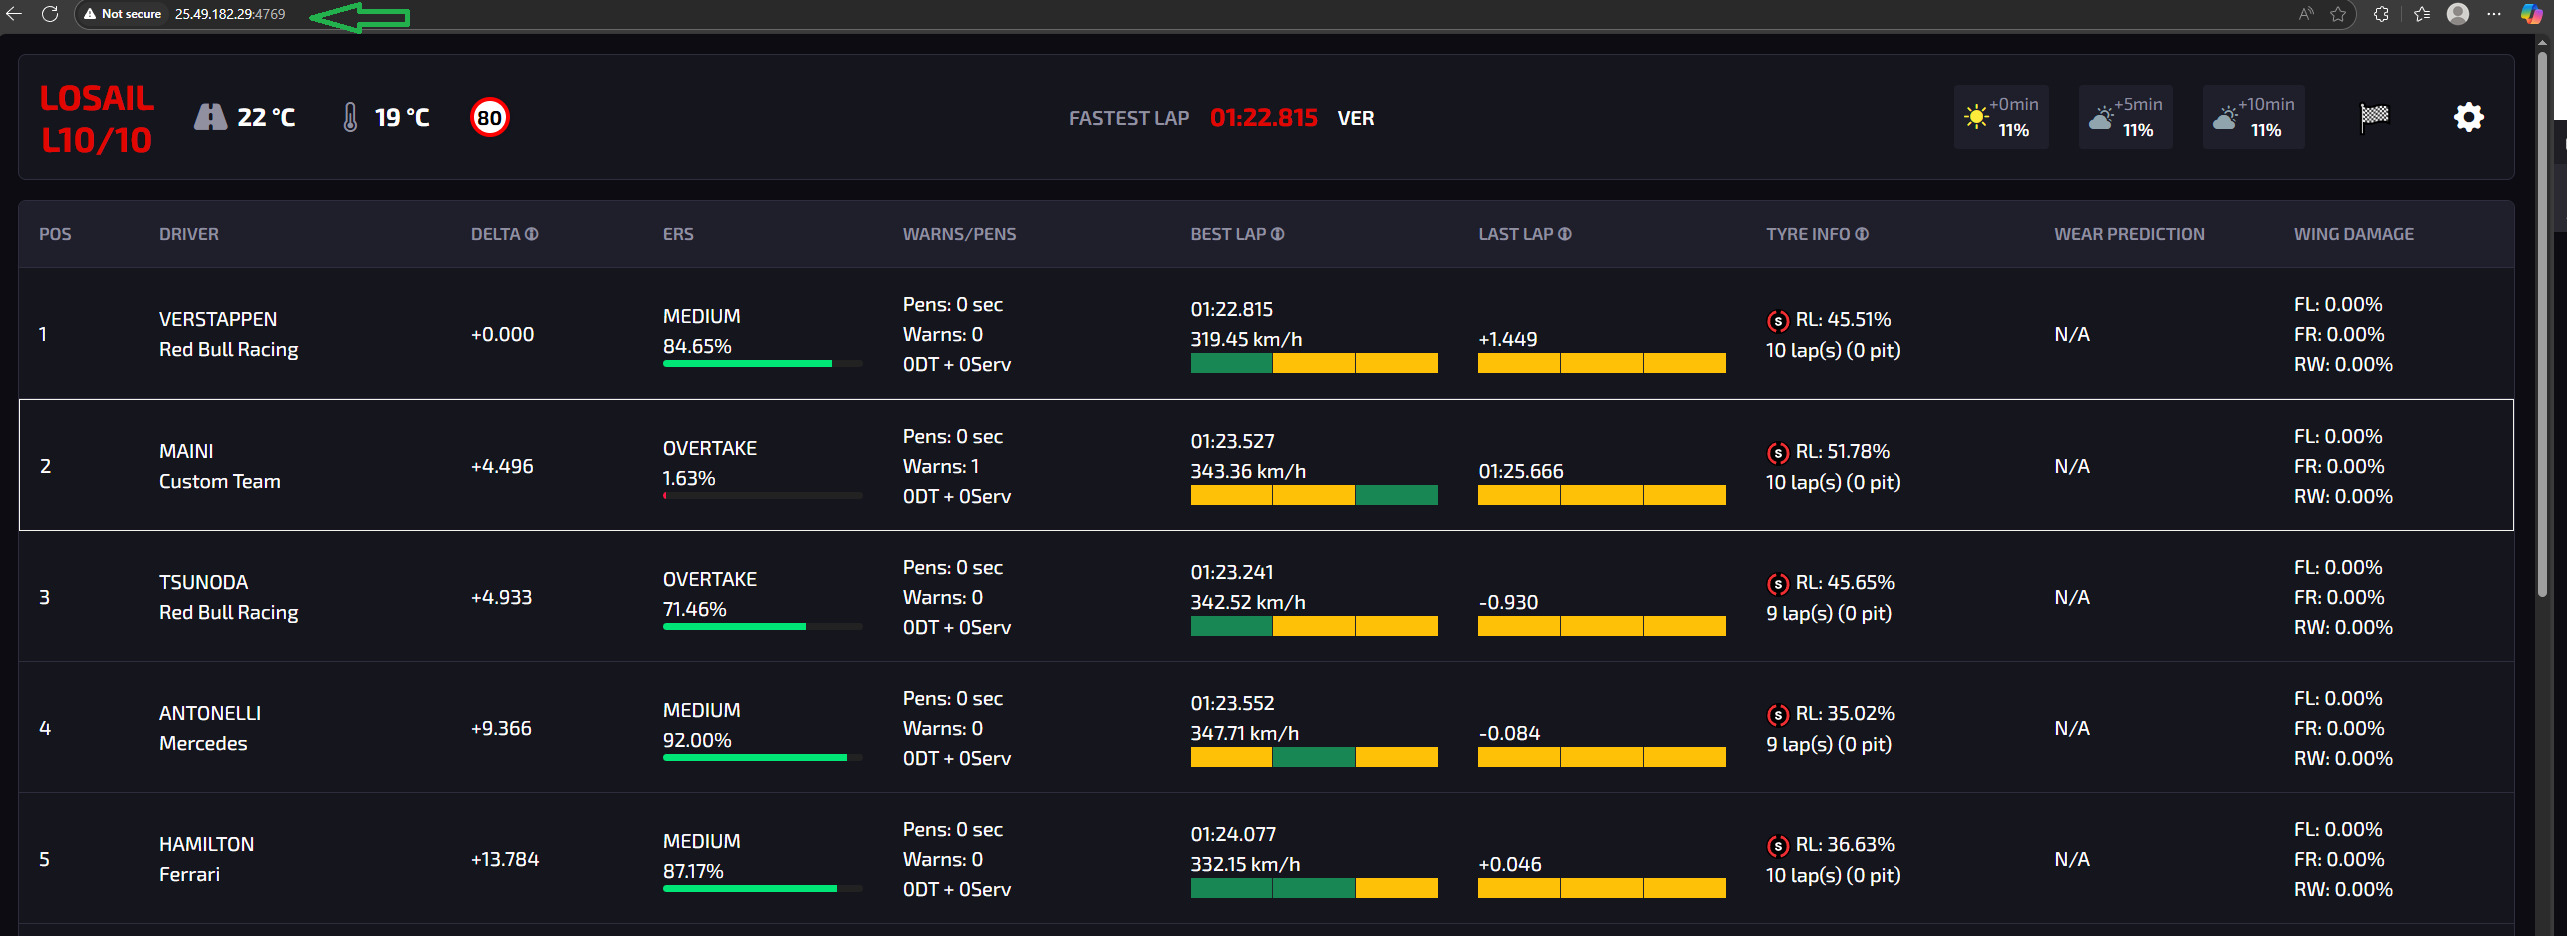 Not secure 25.49.182.29:4769
LOSAIL
L10/10
22 °C 19 °C 80
FASTEST LAP 01:22.815 VER
+0min
11%
+5min
11%
+10min
11%
POS DRIVER DELTA ERS WARNS/PENS BEST LAP LAST LAP TYRE INFO WEAR PREDICTION WING DAMAGE
1
VERSTAPPEN
Red Bull Racing
+0.000
MEDIUM
84.65%
Pens: 0 sec
Warns: 0
0DT + 0Serv
01:22.815
319.45 km/h
+1.449
S RL: 45.51%
10 lap(s) (0 pit)
N/A
FL: 0.00%
FR: 0.00%
RW: 0.00%
2
MAINI
Custom Team
+4.496
OVERTAKE
1.63%
Pens: 0 sec
Warns: 1
0DT + 0Serv
01:23.527
343.36 km/h
01:25.666
S RL: 51.78%
10 lap(s) (0 pit)
N/A
FL: 0.00%
FR: 0.00%
RW: 0.00%
3
TSUNODA
Red Bull Racing
+4.933
OVERTAKE
71.46%
Pens: 0 sec
Warns: 0
0DT + 0Serv
01:23.241
342.52 km/h
-0.930
S RL: 45.65%
9 lap(s) (0 pit)
N/A
FL: 0.00%
FR: 0.00%
RW: 0.00%
4
ANTONELLI
Mercedes
+9.366
MEDIUM
92.00%
Pens: 0 sec
Warns: 0
0DT + 0Serv
01:23.552
347.71 km/h
-0.084
S RL: 35.02%
9 lap(s) (0 pit)
N/A
FL: 0.00%
FR: 0.00%
RW: 0.00%
5
HAMILTON
Ferrari
+13.784
MEDIUM
87.17%
Pens: 0 sec
Warns: 0
0DT + 0Serv
01:24.077
332.15 km/h
+0.046
S RL: 36.63%
10 lap(s) (0 pit)
N/A
FL: 0.00%
FR: 0.00%
RW: 0.00%